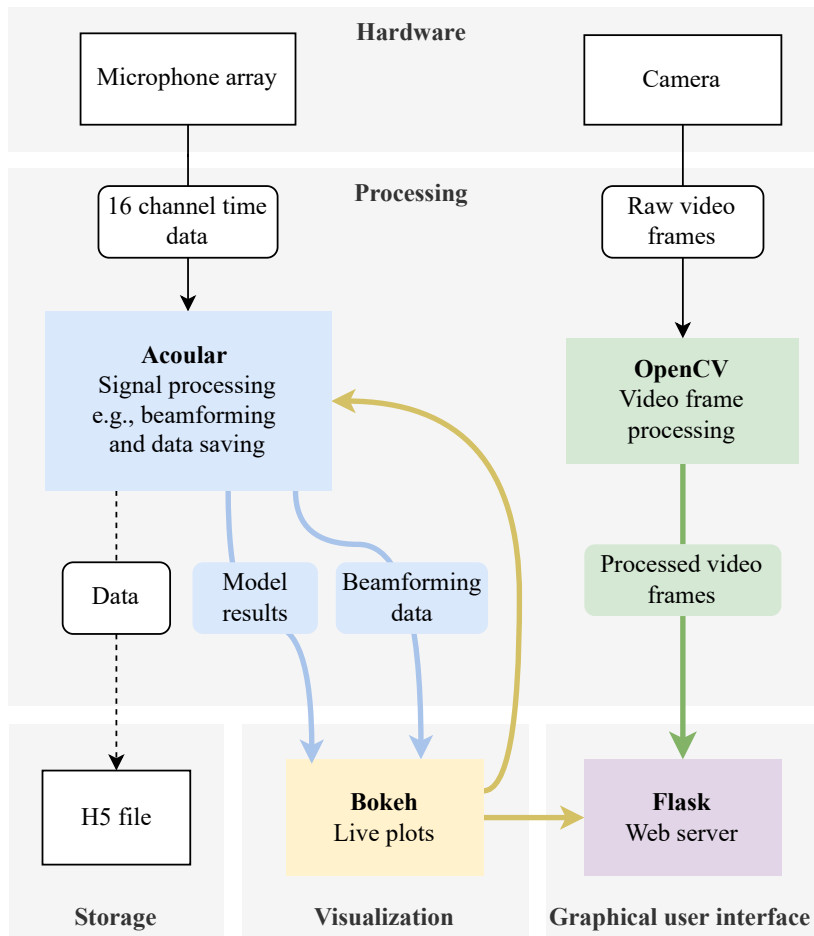 Hardware
Microphone array
Camera
Processing
16 channel time
data
Raw video
frames
Acoular
Signal processing
e.g., beamforming
and data saving
OpenCV
Video frame
processing
Data
Model
results
Beamforming
data
Processed video
frames
H5 file
Bokeh
Live plots
Flask
Web server
Storage
Visualization
Graphical user interface